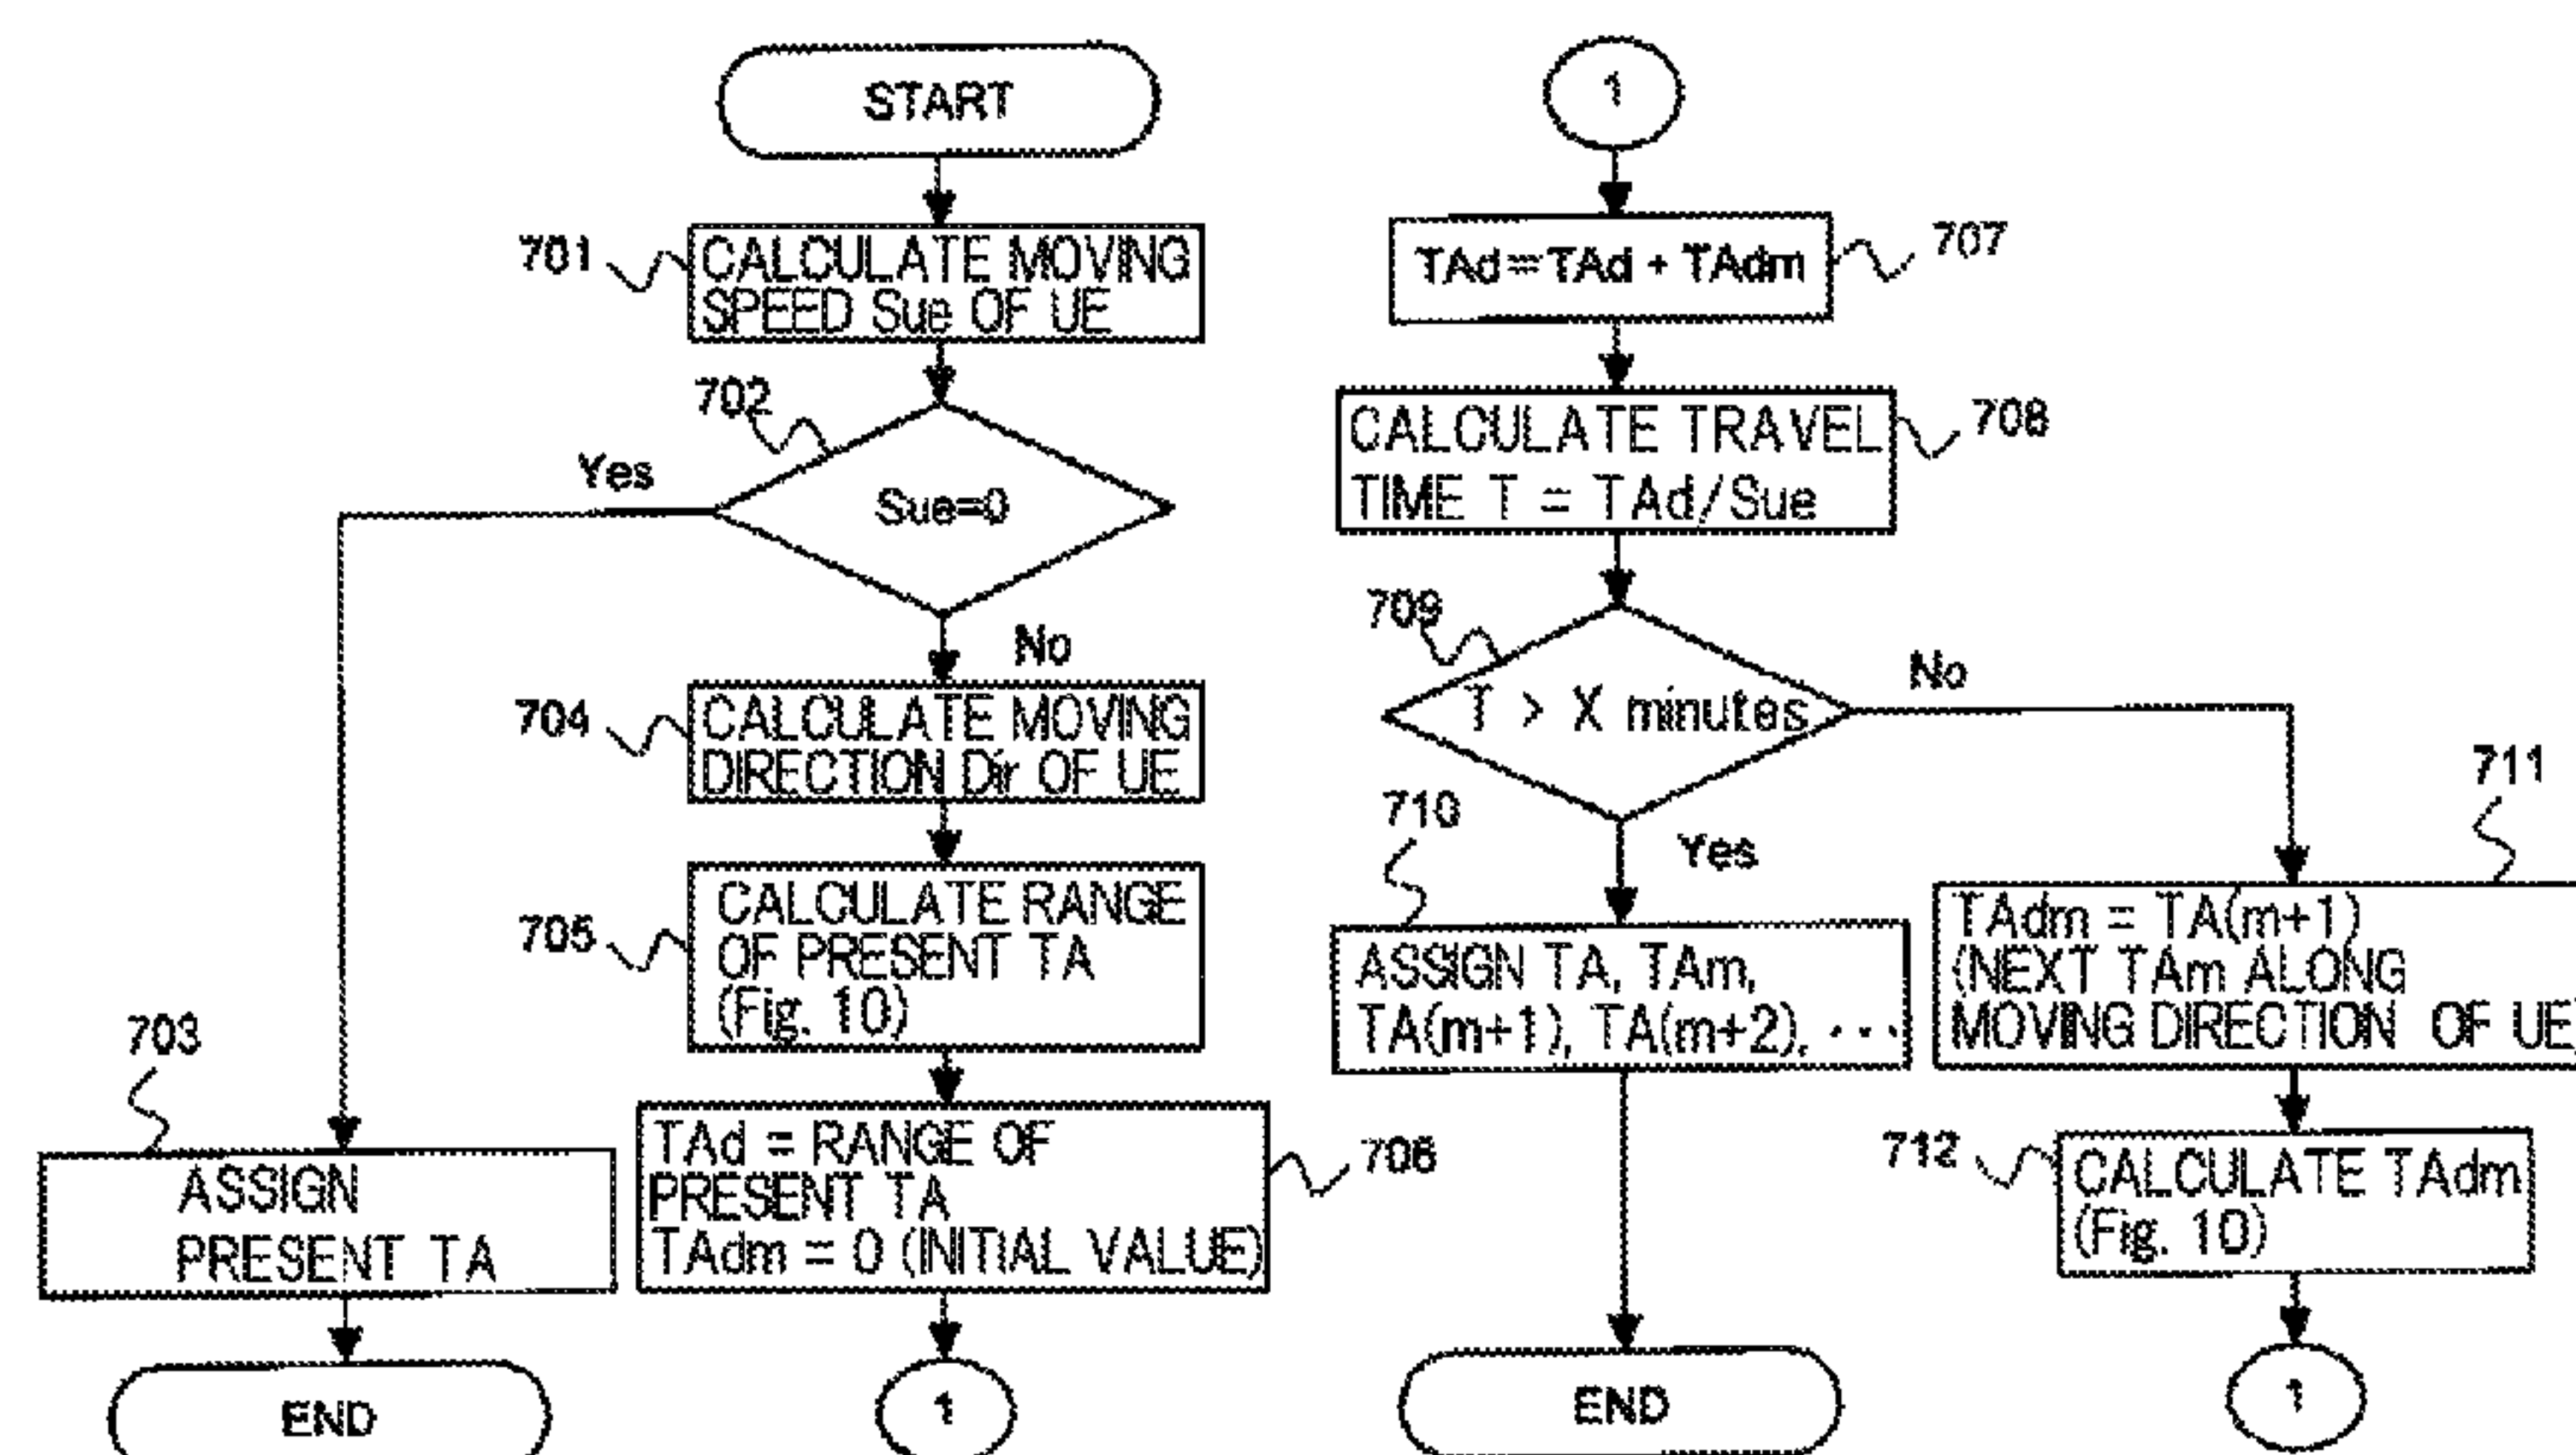 START
701
CALCULATE MOVING
SPEED Sue OF UE
702
Yes
Sue=0
No
704
CALCULATE MOVING
DIRECTION Dir OF UE
705
CALCULATE RANGE
OF PRESENT TA
(Fig. 10)
703
ASSIGN
PRESENT TA
END
TAd = RANGE OF
PRESENT TA
TAdm = 0 (INITIAL VALUE)
706
1
1
TAd=TAd + TAdm
707
CALCULATE TRAVEL
TIME T = TAd/Sue
708
709
T > X minutes
No
Yes
710
ASSIGN TA, TAm,
TA(m+1), TA(m+2), ···
END
711
TAdm = TA(m+1)
(NEXT TAm ALONG
MOVING DIRECTION OF UE)
712
CALCULATE TAdm
(Fig. 10)
1